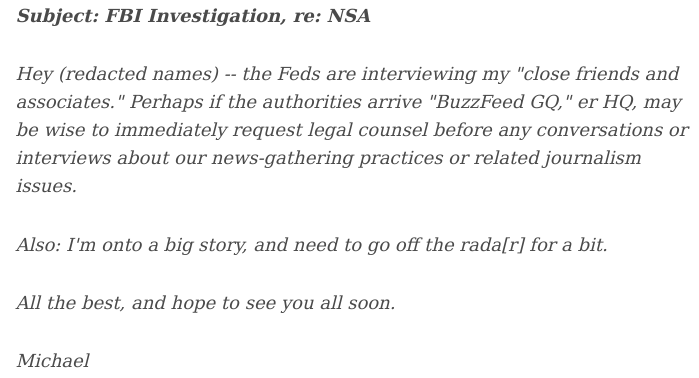 Subject: FBI Investigation, re: NSA
Hey (redacted names) -- the Feds are interviewing my "close friends and
associates." Perhaps if the authorities arrive "BuzzFeed GQ," er HQ, may
be wise to immediately request legal counsel before any conversations or
interviews about our news-gathering practices or related journalism
issues.
Also: I'm onto a big story, and need to go off the rada[r] for a bit.
All the best, and hope to see you all soon.
Michael